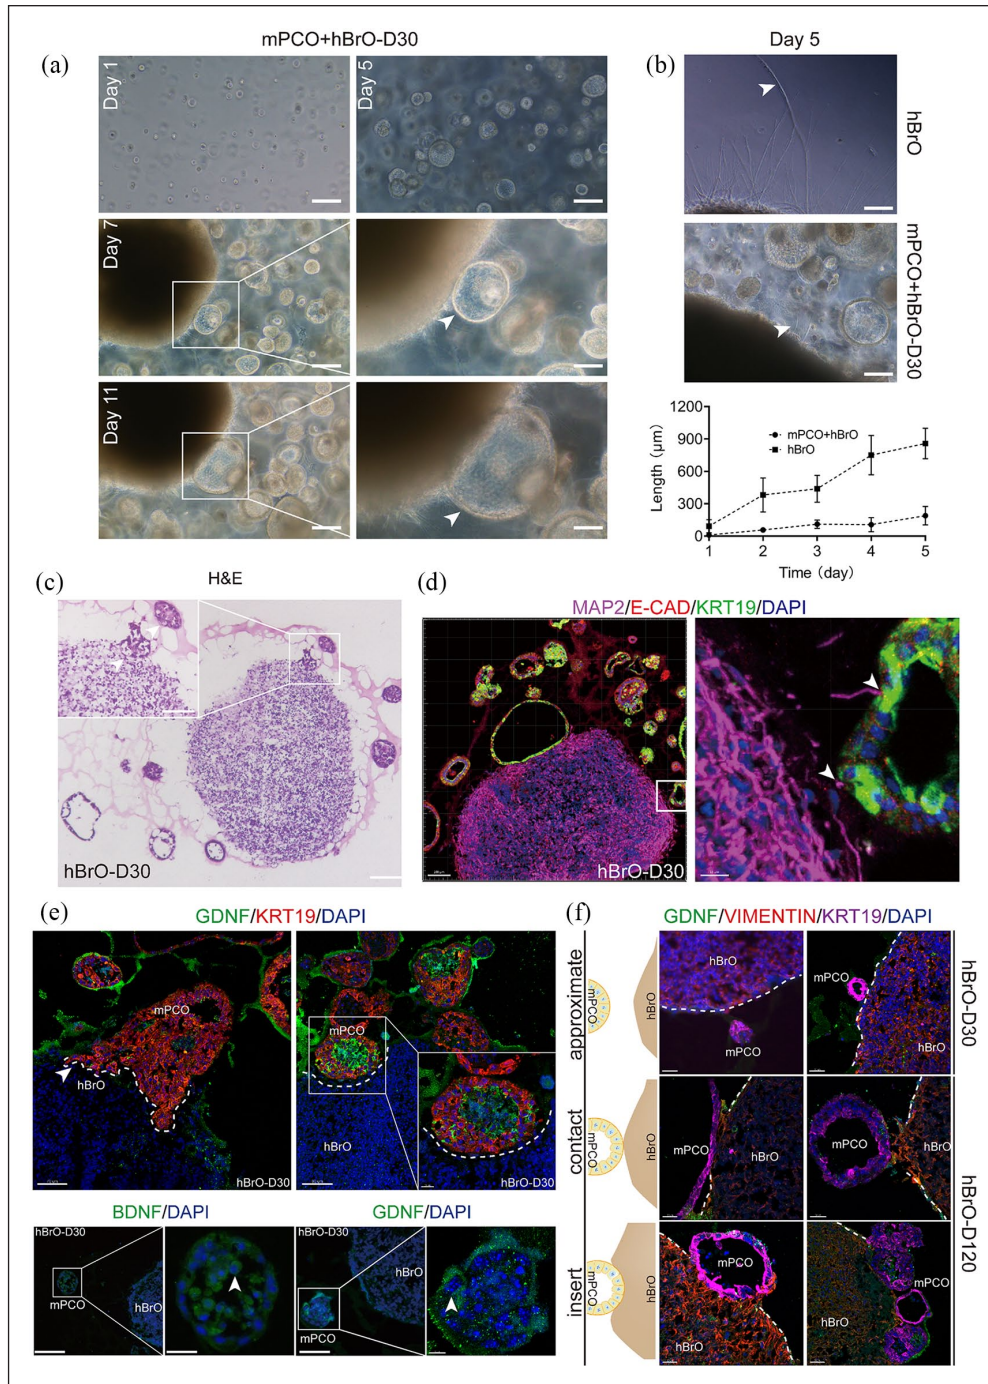 mPCO+hBrO-D30
(a)
Day 1
Day 5
Day 7
Day 11
Day 5
(b)
hBrO
mPCO+hBrO-D30
1200
900
600
300
0
Length (μm)
mPCO+hBrO
hBrO
1 2 3 4 5
Time (day)
(c)
H&E
hBrO-D30
(d)
MAP2/E-CAD/KRT19/DAPI
hBrO-D30
(e)
GDNF/KRT19/DAPI
mPCO
hBrO
hBrO-D30
mPCO
hBrO
hBrO-D30
BDNF/DAPI
GDNF/DAPI
hBrO-D30
mPCO
hBrO
hBrO-D30
hBrO
mPCO
(f)
GDNF/VIMENTIN/KRT19/DAPI
approximate
mPCO
hBrO
hBrO
mPCO
mPCO
hBrO
hBrO-D30
contact
mPCO
hBrO
mPCO
hBrO
mPCO
hBrO
hBrO-D120
insert
mPCO
hBrO
mPCO
hBrO
mPCO
hBrO